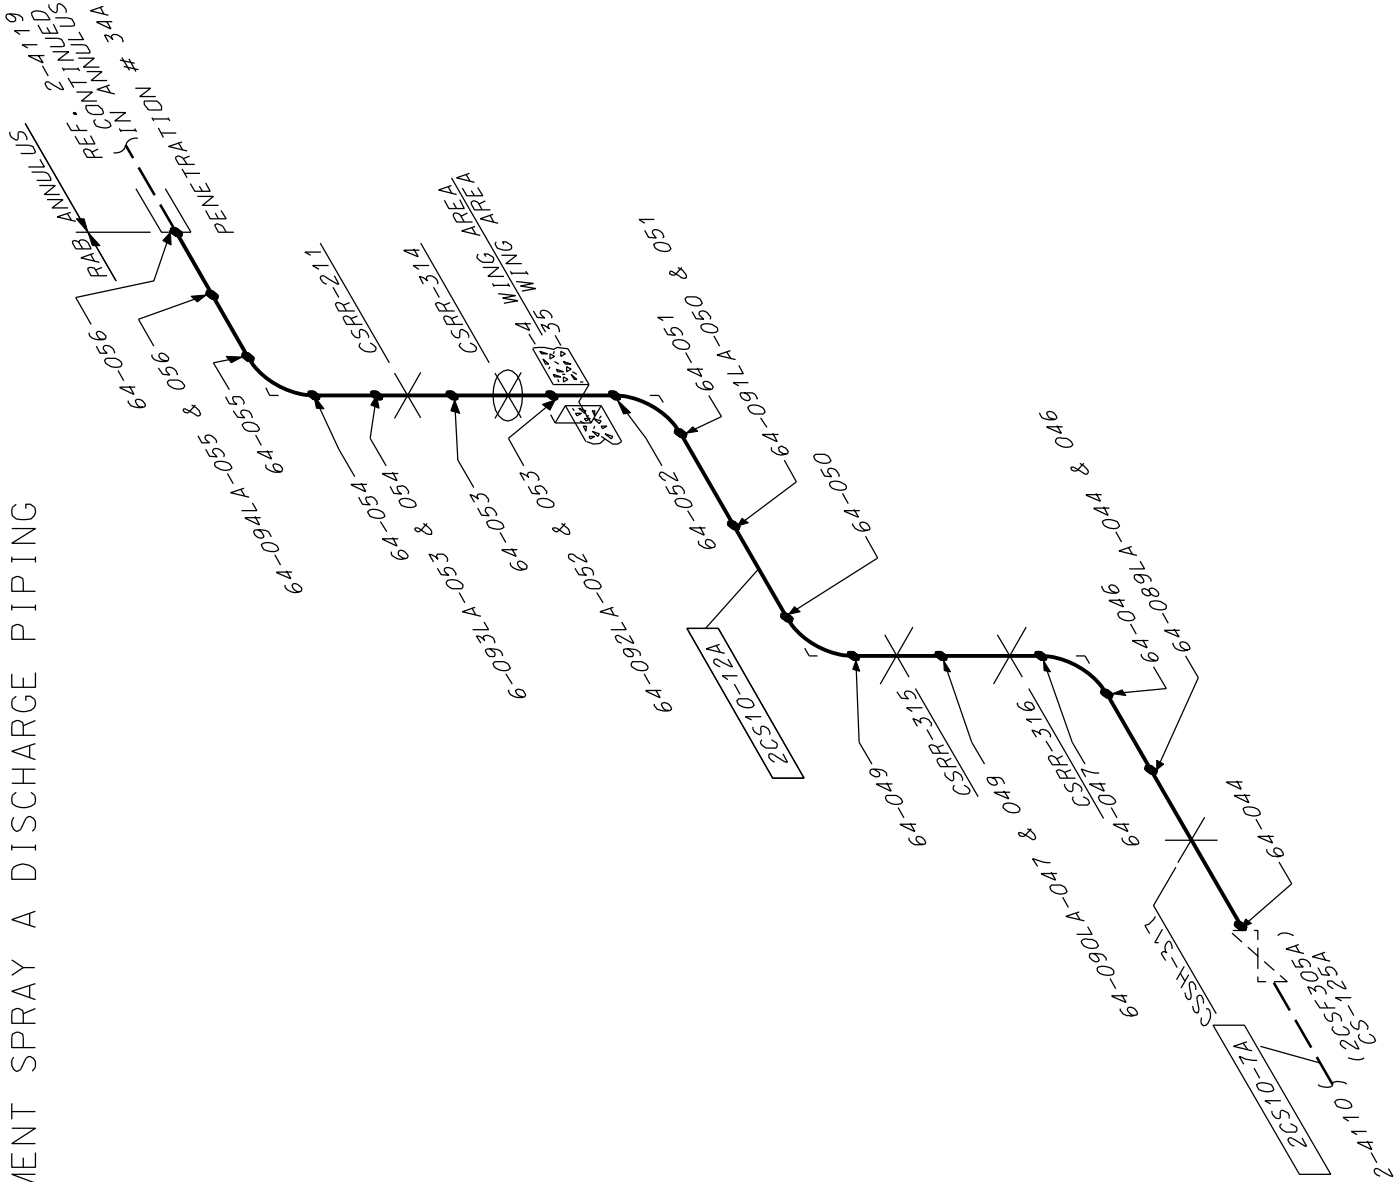 MENT SPRAY A DISCHARGE PIPING
REF. 2-4119
CONTINUED
IN ANNULUS
PENETRATION # 34A
ANNULUS
RAB
64-056
64-094LA-055 & 056
64-055
CSRR-211
64-054
6-093LA-053 & 054
CSRR-314
64-053
64-092LA-052 & 053
-4 WING AREA
-35 WING AREA
64-052
64-051
64-091LA-050 & 051
64-050
2CS10-12A
64-049
CSRR-315
64-090LA-047 & 049
CSRR-316
64-047
64-046
64-089LA-044 & 046
CSSH-317
64-044
2CS10-7A
(2CSF305A)
CS-125A
2-4110